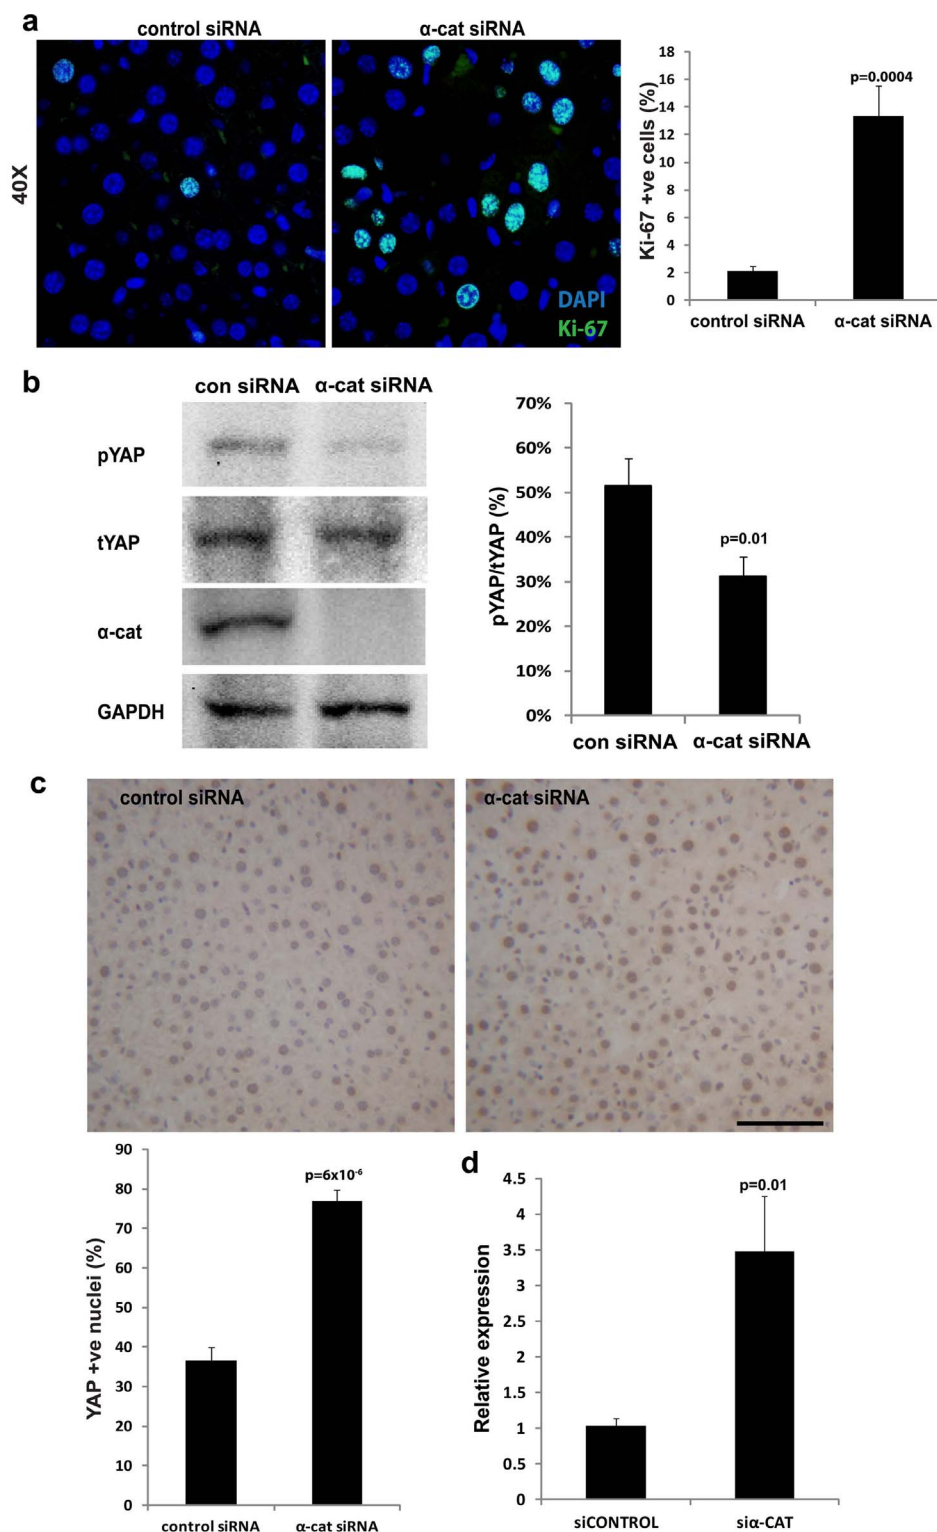 a
control siRNA
α-cat siRNA
40X
DAPI
Ki-67
Ki-67 +ve cells (%)
18
16
14
12
10
8
6
4
2
0
p=0.0004
control siRNA
α-cat siRNA
b
con siRNA
α-cat siRNA
pYAP
tYAP
α-cat
GAPDH
pYAP/tYAP (%)
70%
60%
50%
40%
30%
20%
10%
0%
p=0.01
con siRNA
α-cat siRNA
c
control siRNA
α-cat siRNA
YAP +ve nuclei (%)
90
80
70
60
50
40
30
20
10
0
p=6x10⁻⁶
control siRNA
α-cat siRNA
d
Relative expression
4.5
4
3.5
3
2.5
2
1.5
1
0.5
0
p=0.01
siCONTROL
siα-CAT